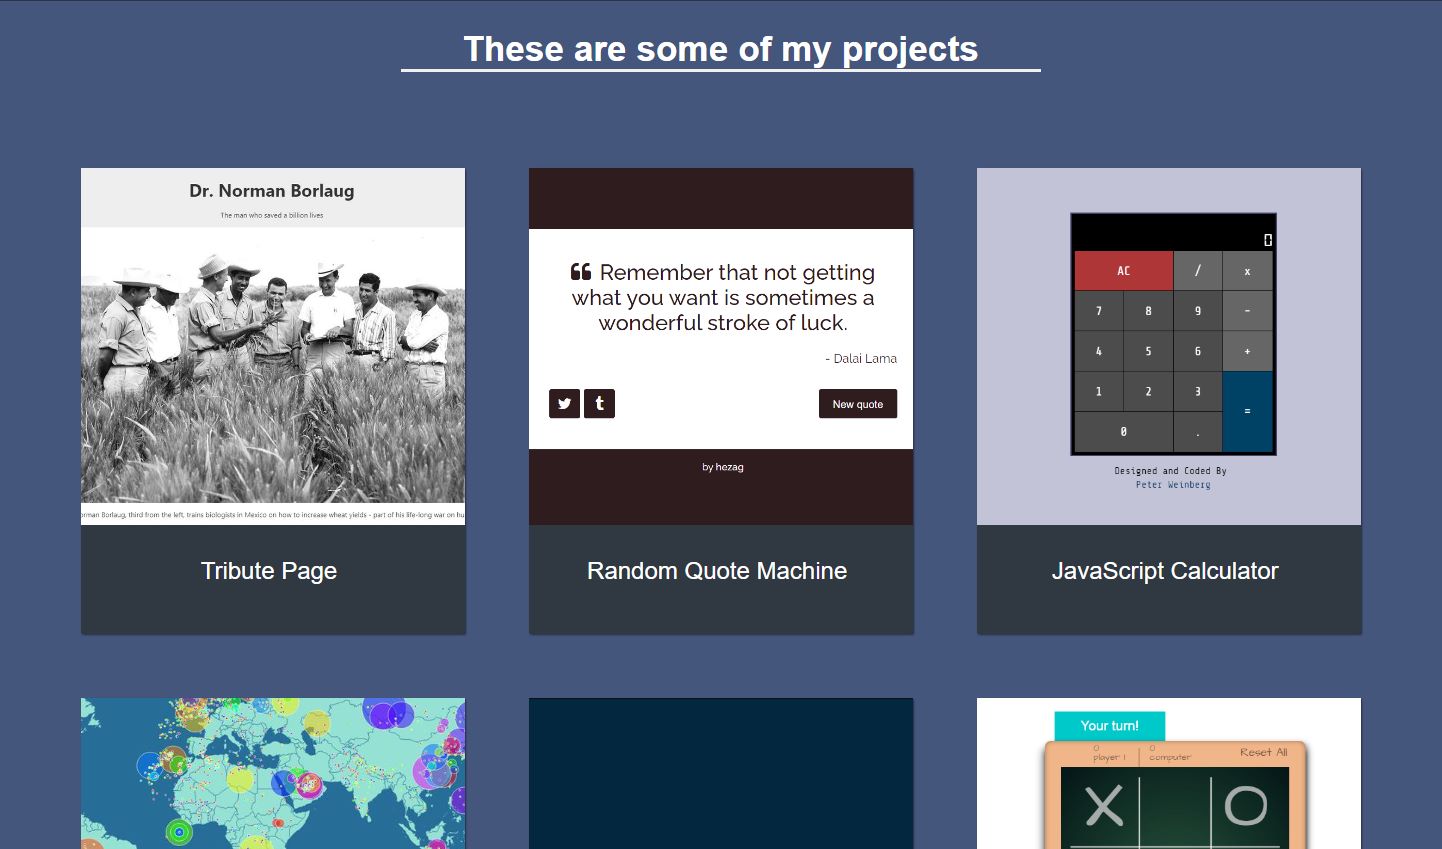 These are some of my projects
Dr. Norman Borlaug
The man who saved a billion lives
orman Borlaug, third from the left, trains biologists in Mexico on how to increase wheat yields - part of his life-long war on hu
Tribute Page
Remember that not getting
what you want is sometimes a
wonderful stroke of luck.
- Dalai Lama
New quote
by hezag
Random Quote Machine
0
AC / x
7 8 9 -
4 5 6 +
1 2 3 =
0 .
Designed and Coded By
Peter Weinberg
JavaScript Calculator
Your turn!
0 0
player 1 computer
Reset All
X O